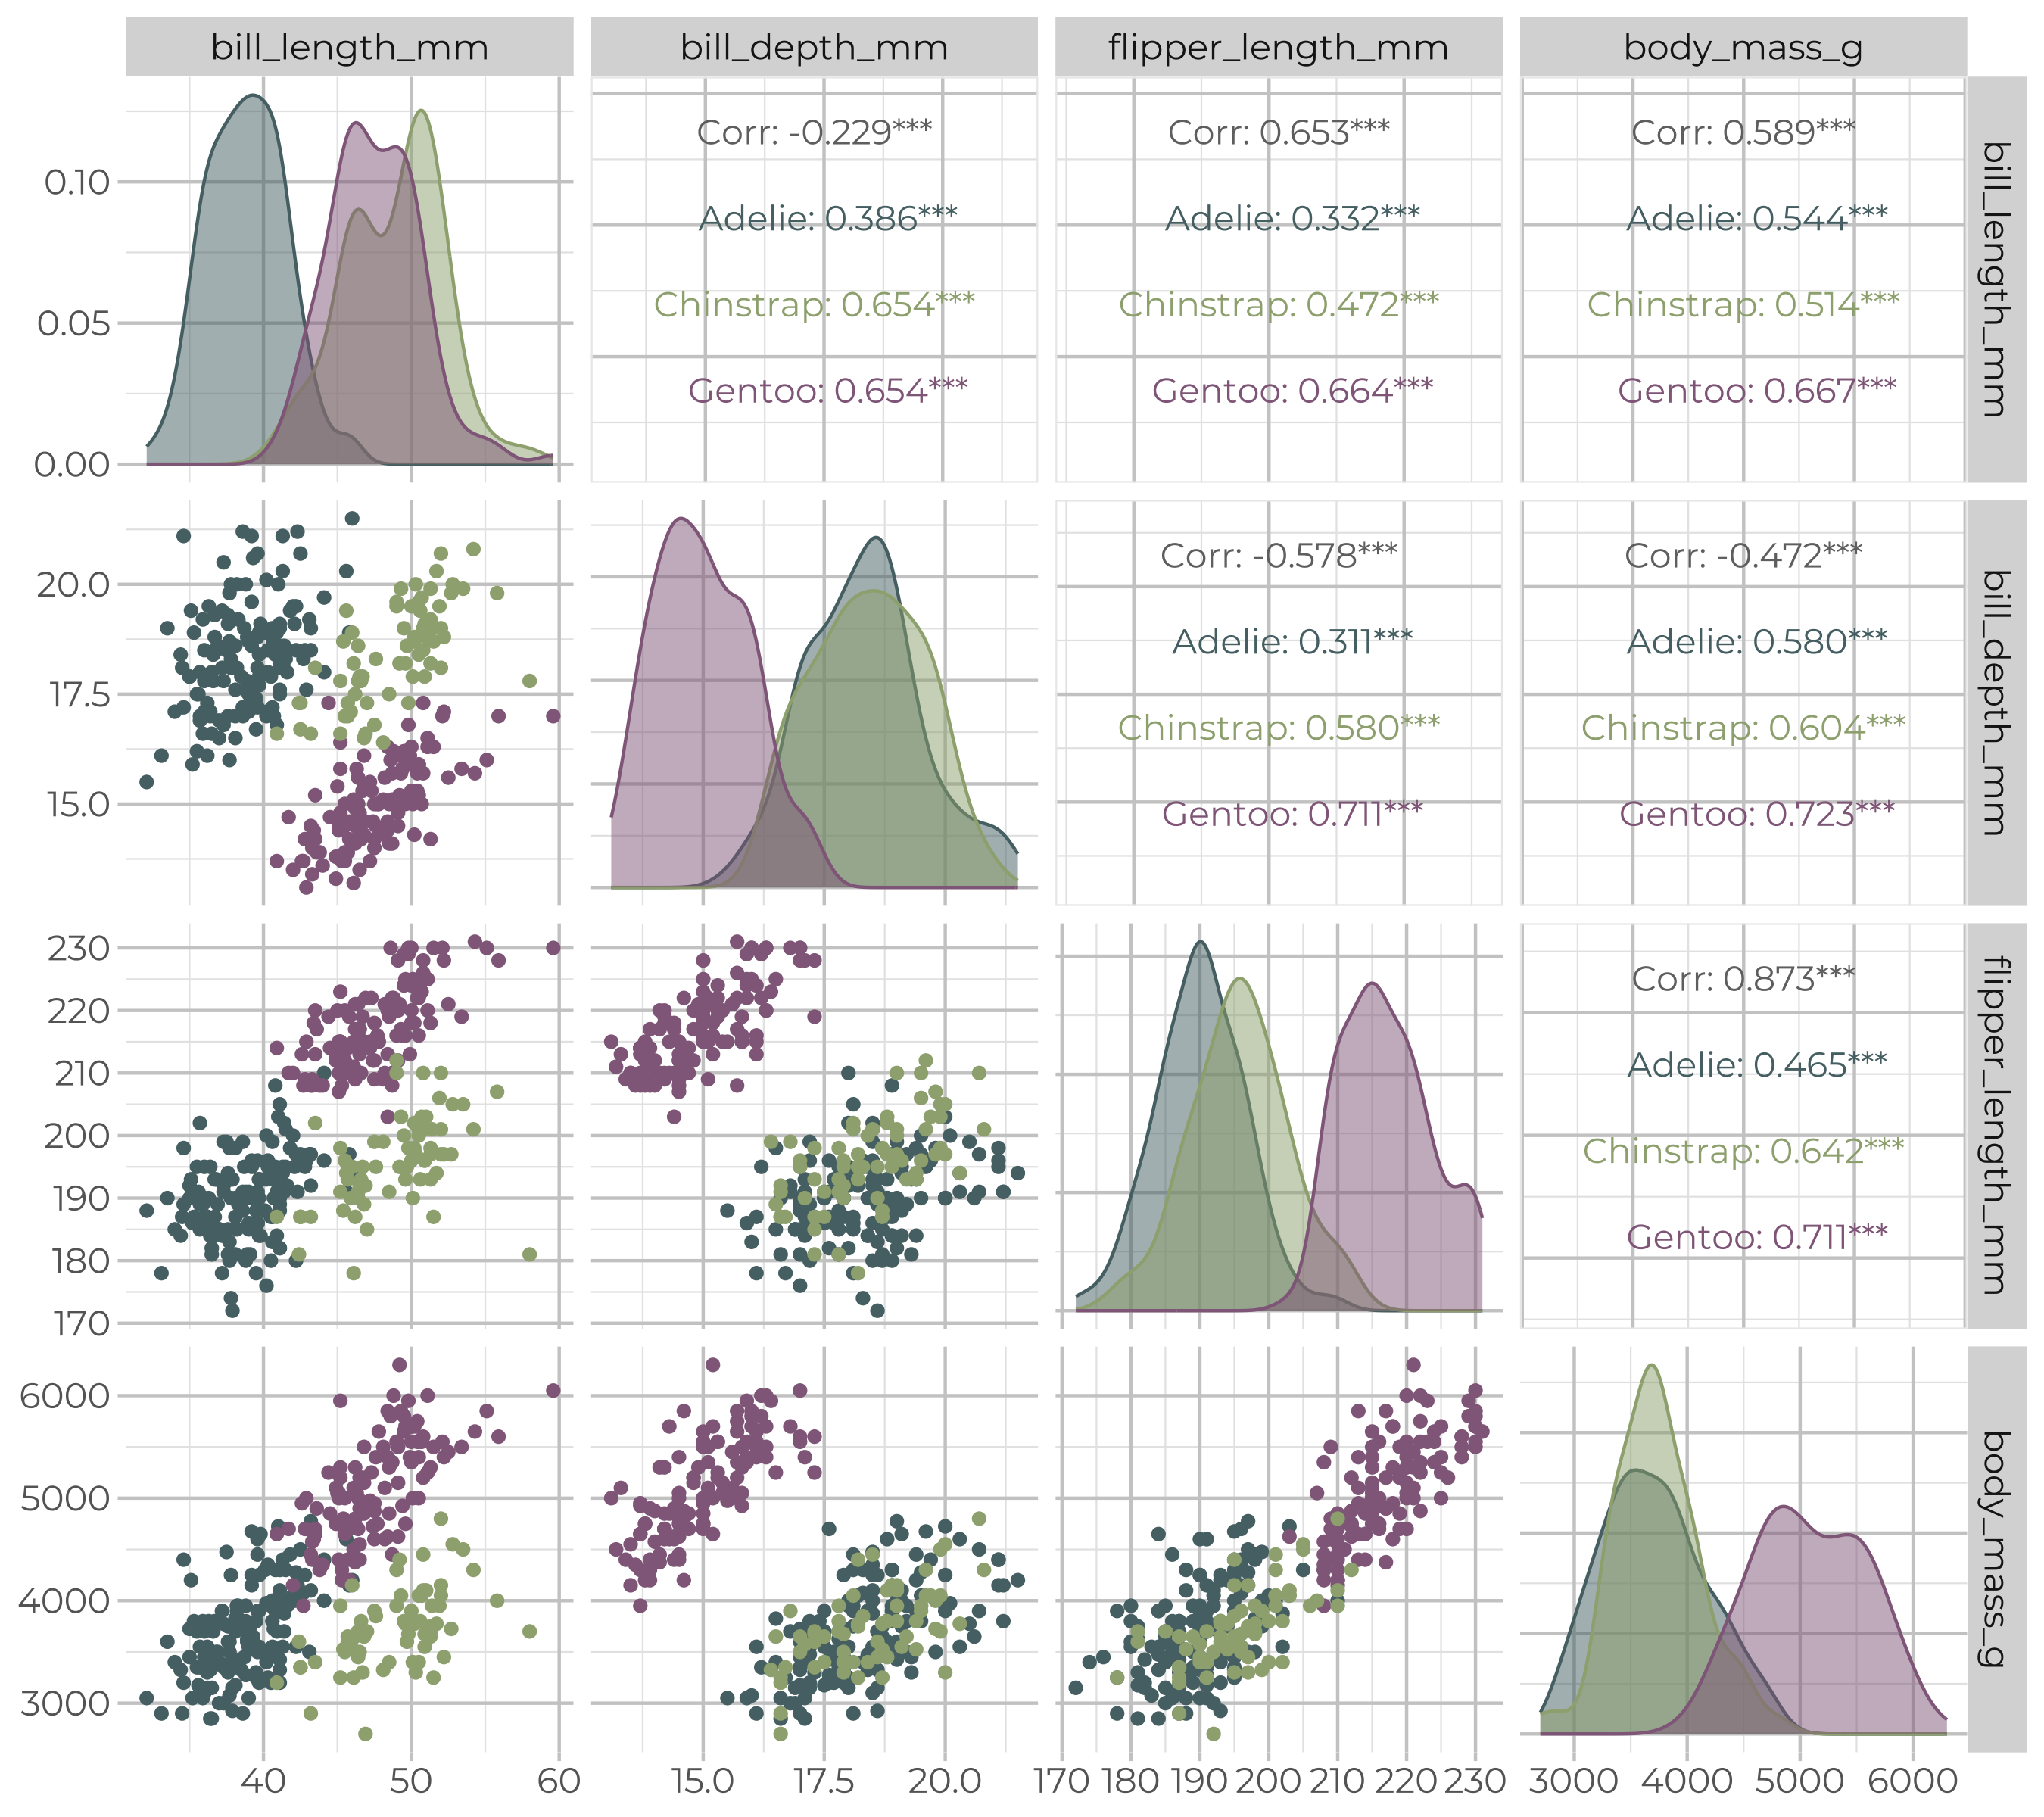 bill_length_mm
bill_depth_mm
flipper_length_mm
body_mass_g
0.10
0.05
0.00
Corr: -0.229***
Adelie: 0.386***
Chinstrap: 0.654***
Gentoo: 0.654***
Corr: 0.653***
Adelie: 0.332***
Chinstrap: 0.472***
Gentoo: 0.664***
Corr: 0.589***
Adelie: 0.544***
Chinstrap: 0.514***
Gentoo: 0.667***
bill_length_mm
20.0
17.5
15.0
Corr: -0.578***
Adelie: 0.311***
Chinstrap: 0.580***
Gentoo: 0.711***
Corr: -0.472***
Adelie: 0.580***
Chinstrap: 0.604***
Gentoo: 0.723***
bill_depth_mm
230
220
210
200
190
180
170
Corr: 0.873***
Adelie: 0.465***
Chinstrap: 0.642***
Gentoo: 0.711***
flipper_length_mm
6000
5000
4000
3000
body_mass_g
40 50 60
15.0 17.5 20.0
170 180 190 200 210 220 230
3000 4000 5000 6000